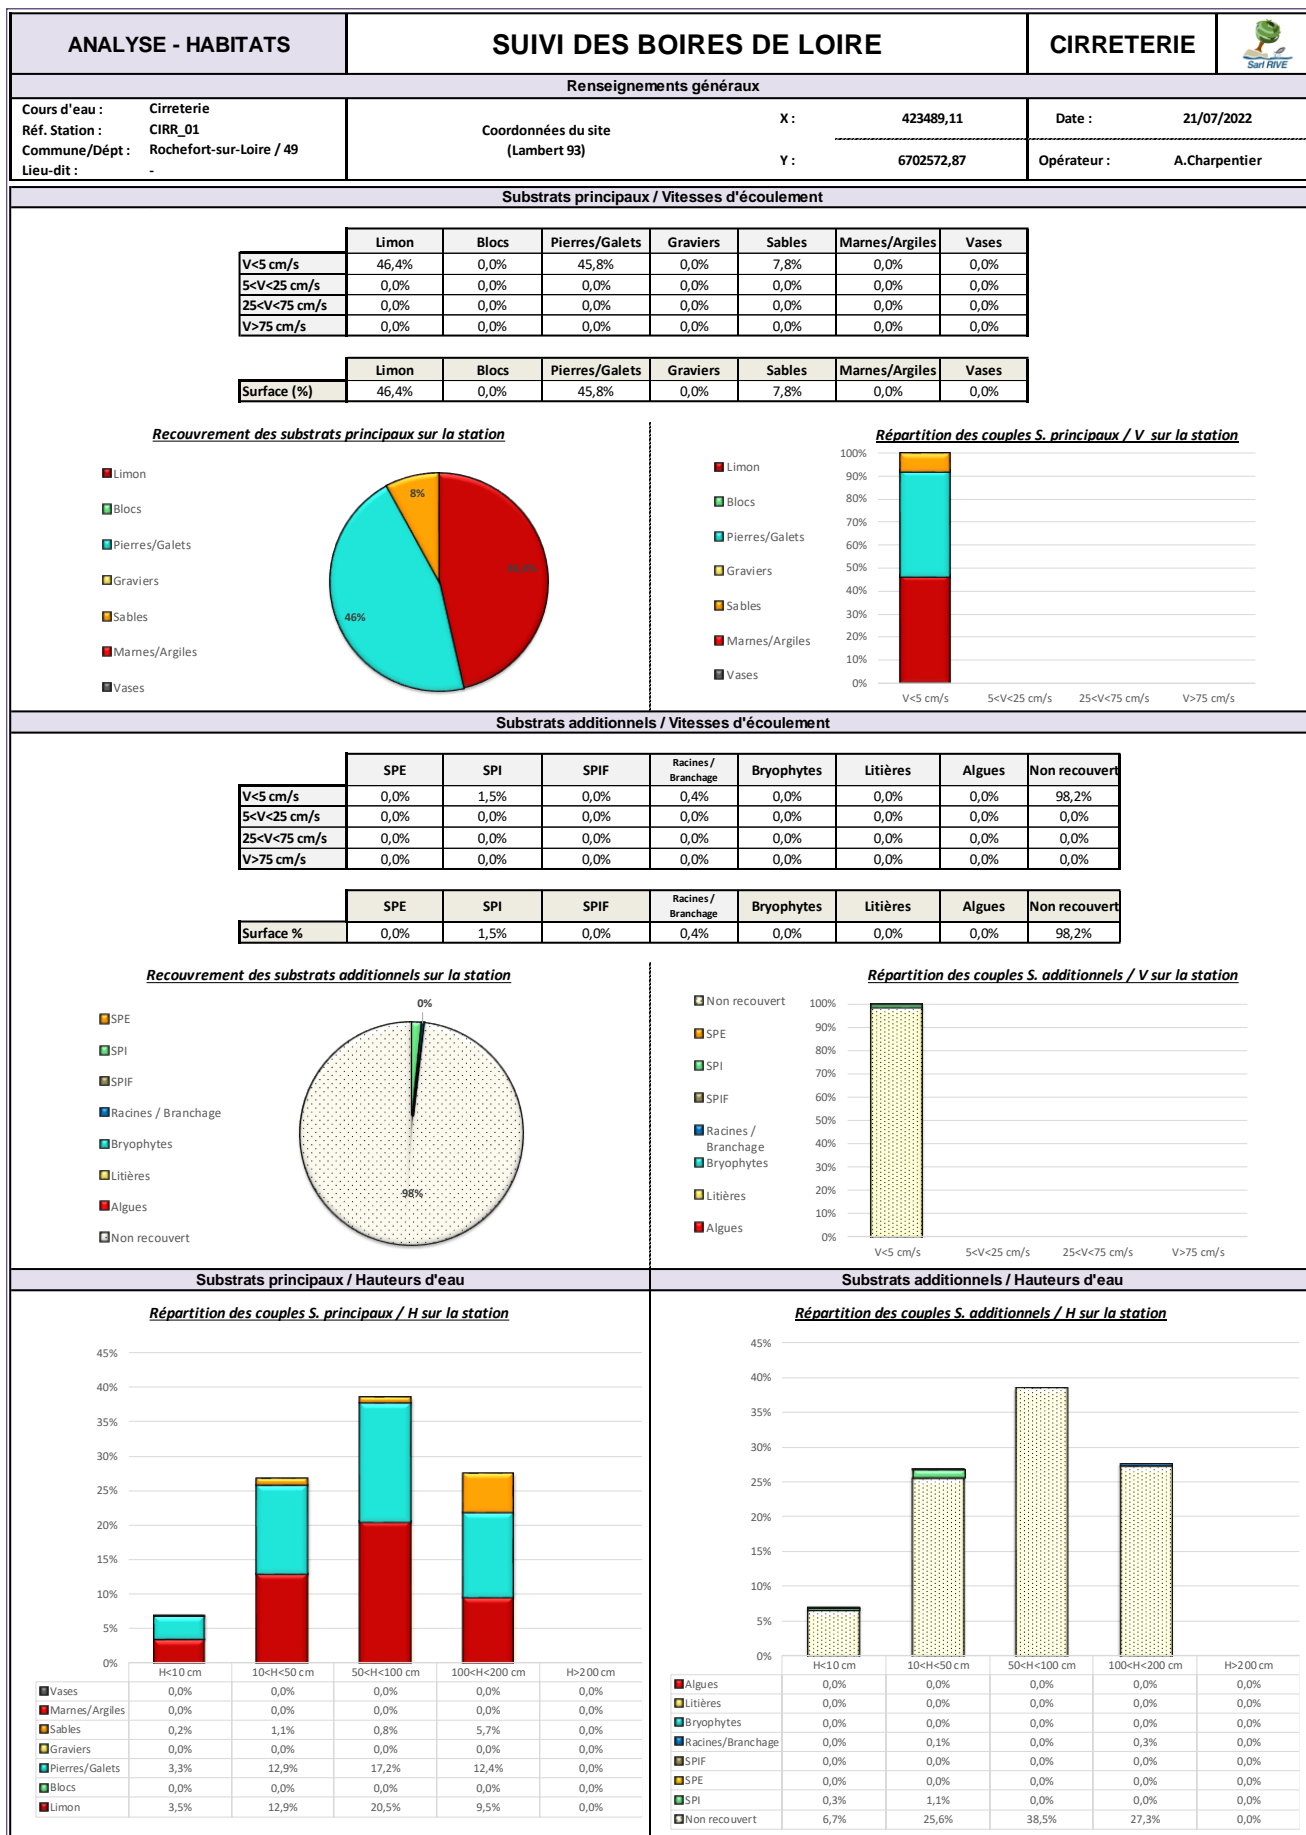 ANALYSE - HABITATS
SUIVI DES BOIRES DE LOIRE
CIRRETERIE
Sarl RIVE
Renseignements généraux
Cours d'eau : Cirreterie
Réf. Station : CIRR_01
Commune/Dépt : Rochefort-sur-Loire / 49
Lieu-dit : -
Coordonnées du site
(Lambert 93)
X : 423489,11
Y : 6702572,87
Date : 21/07/2022
Opérateur : A.Charpentier
Substrats principaux / Vitesses d'écoulement
Limon Blocs Pierres/Galets Graviers Sables Marnes/Argiles Vases
V<5 cm/s 46,4% 0,0% 45,8% 0,0% 7,8% 0,0% 0,0%
5<V<25 cm/s 0,0% 0,0% 0,0% 0,0% 0,0% 0,0% 0,0%
25<V<75 cm/s 0,0% 0,0% 0,0% 0,0% 0,0% 0,0% 0,0%
V>75 cm/s 0,0% 0,0% 0,0% 0,0% 0,0% 0,0% 0,0%
Limon Blocs Pierres/Galets Graviers Sables Marnes/Argiles Vases
Surface (%) 46,4% 0,0% 45,8% 0,0% 7,8% 0,0% 0,0%
Recouvrement des substrats principaux sur la station
Limon
Blocs
Pierres/Galets
Graviers
Sables
Marnes/Argiles
Vases
8%
46,4%
46%
Répartition des couples S. principaux / V sur la station
Limon
Blocs
Pierres/Galets
Graviers
Sables
Marnes/Argiles
Vases
100%
90%
80%
70%
60%
50%
40%
30%
20%
10%
0%
V<5 cm/s 5<V<25 cm/s 25<V<75 cm/s V>75 cm/s
Substrats additionnels / Vitesses d'écoulement
SPE SPI SPIF Racines / Branchage Bryophytes Litières Algues Non recouvert
V<5 cm/s 0,0% 1,5% 0,0% 0,4% 0,0% 0,0% 0,0% 98,2%
5<V<25 cm/s 0,0% 0,0% 0,0% 0,0% 0,0% 0,0% 0,0% 0,0%
25<V<75 cm/s 0,0% 0,0% 0,0% 0,0% 0,0% 0,0% 0,0% 0,0%
V>75 cm/s 0,0% 0,0% 0,0% 0,0% 0,0% 0,0% 0,0% 0,0%
SPE SPI SPIF Racines / Branchage Bryophytes Litières Algues Non recouvert
Surface % 0,0% 1,5% 0,0% 0,4% 0,0% 0,0% 0,0% 98,2%
Recouvrement des substrats additionnels sur la station
SPE
SPI
SPIF
Racines / Branchage
Bryophytes
Litières
Algues
Non recouvert
0%
98%
Répartition des couples S. additionnels / V sur la station
Non recouvert
SPE
SPI
SPIF
Racines /
Branchage
Bryophytes
Litières
Algues
100%
90%
80%
70%
60%
50%
40%
30%
20%
10%
0%
V<5 cm/s 5<V<25 cm/s 25<V<75 cm/s V>75 cm/s
Substrats principaux / Hauteurs d'eau
Répartition des couples S. principaux / H sur la station
45%
40%
35%
30%
25%
20%
15%
10%
5%
0%
H<10 cm 10<H<50 cm 50<H<100 cm 100<H<200 cm H>200 cm
Vases 0,0% 0,0% 0,0% 0,0% 0,0%
Marnes/Argiles 0,0% 0,0% 0,0% 0,0% 0,0%
Sables 0,2% 1,1% 0,8% 5,7% 0,0%
Graviers 0,0% 0,0% 0,0% 0,0% 0,0%
Pierres/Galets 3,3% 12,9% 17,2% 12,4% 0,0%
Blocs 0,0% 0,0% 0,0% 0,0% 0,0%
Limon 3,5% 12,9% 20,5% 9,5% 0,0%
Substrats additionnels / Hauteurs d'eau
Répartition des couples S. additionnels / H sur la station
45%
40%
35%
30%
25%
20%
15%
10%
5%
0%
H<10 cm 10<H<50 cm 50<H<100 cm 100<H<200 cm H>200 cm
Algues 0,0% 0,0% 0,0% 0,0% 0,0%
Litières 0,0% 0,0% 0,0% 0,0% 0,0%
Bryophytes 0,0% 0,0% 0,0% 0,0% 0,0%
Racines/Branchage 0,0% 0,1% 0,0% 0,3% 0,0%
SPIF 0,0% 0,0% 0,0% 0,0% 0,0%
SPE 0,0% 0,0% 0,0% 0,0% 0,0%
SPI 0,3% 1,1% 0,0% 0,0% 0,0%
Non recouvert 6,7% 25,6% 38,5% 27,3% 0,0%